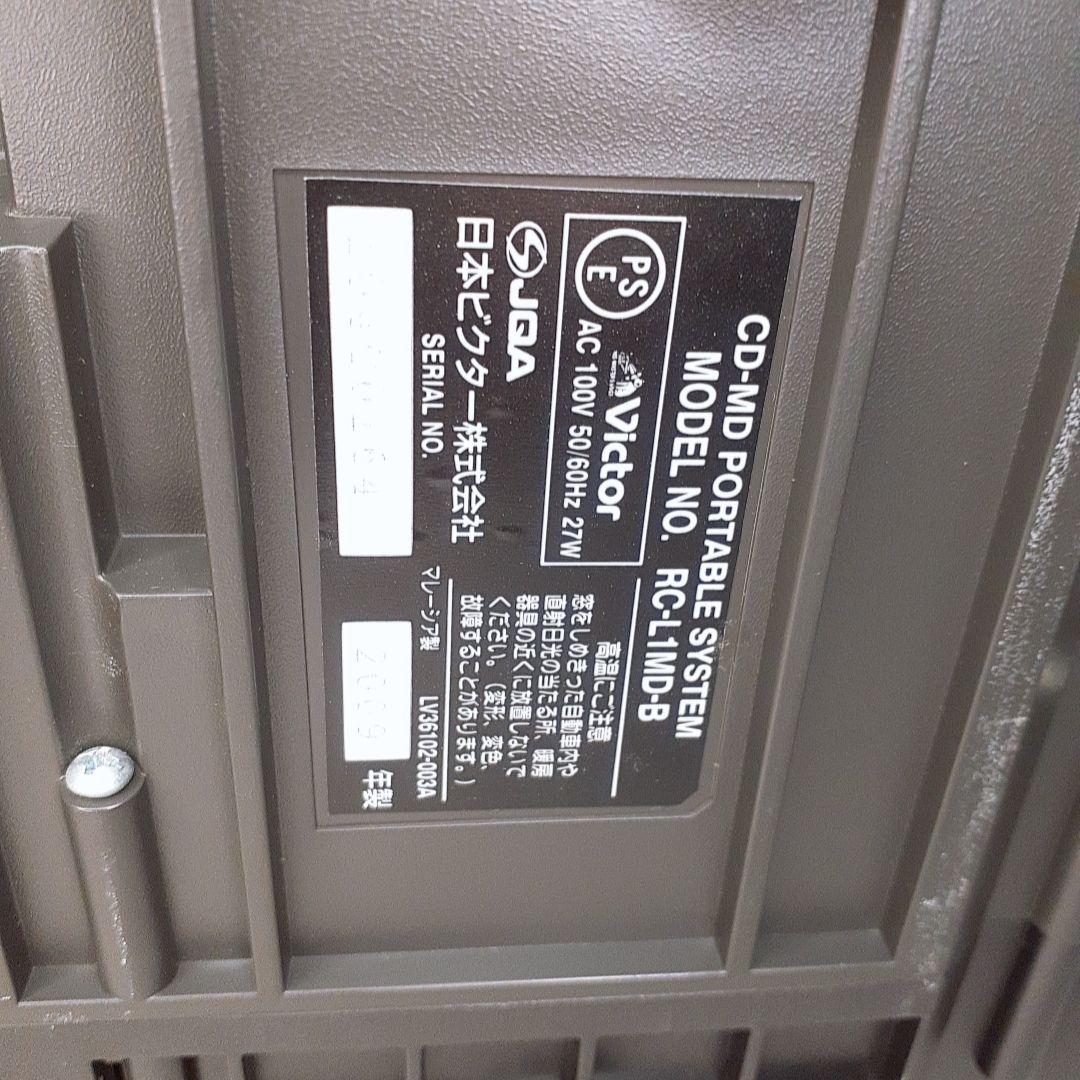 CD-MD PORTABLE SYSTEM
MODEL NO. RC-L1MD-B
PS
E
Victor
AC 100V 50/60Hz 27W
JQA
日本ビクター株式会社
SERIAL NO.
高温にご注意
窓をしめきった自動車内や
直射日光の当たる所、暖房
器具の近くに放置しないで
ください。(変形、変色、
故障することがあります。)
マレーシア製 LV36102-003A
2009 年製